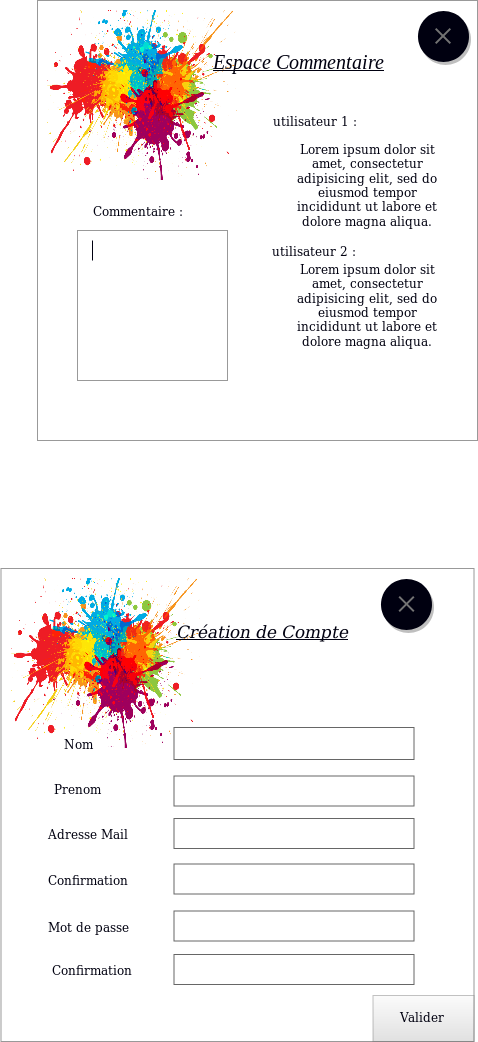 Espace Commentaire
utilisateur 1 :
Lorem ipsum dolor sit
amet, consectetur
adipisicing elit, sed do
eiusmod tempor
incididunt ut labore et
dolore magna aliqua.
Commentaire :
utilisateur 2 :
Lorem ipsum dolor sit
amet, consectetur
adipisicing elit, sed do
eiusmod tempor
incididunt ut labore et
dolore magna aliqua.
Création de Compte
Nom
Prenom
Adresse Mail
Confirmation
Mot de passe
Confirmation
Valider